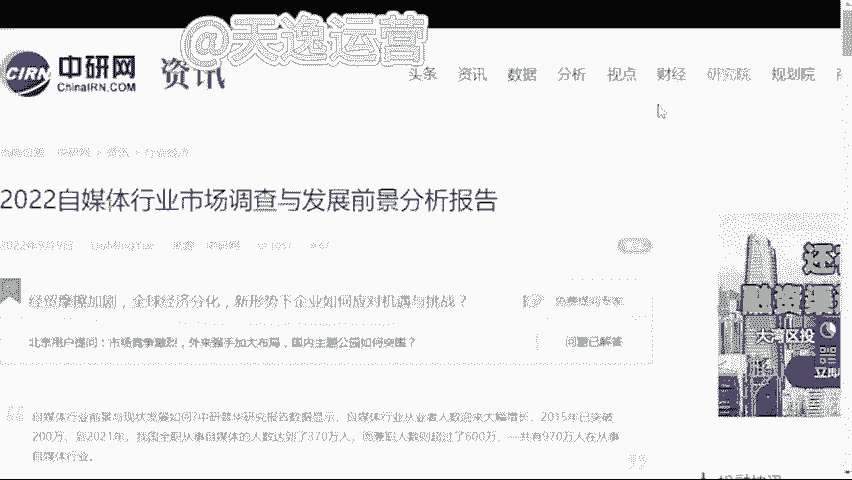 @天逸运营
CIRN 中研网 ChinaIRN.COM 资讯
头条 资讯 数据 分析 视点 财经 研究院 规划院
中研网 > 资讯 >
2022自媒体行业市场调查与发展前景分析报告
2022年9月9日 中研网
经贸摩擦加剧，全球经济分化，新形势下企业如何应对机遇与挑战？ 免费提问专家
北京用户提问：市场竞争激烈，外来强手加大布局，国内主题公园如何突围？ 问题已解答
自媒体行业前景与现状发展如何?中研普华研究报告数据显示，自媒体行业从业者人数迎来大幅增长，2015年已突破
200万，到2021年，我国全职从事自媒体的人数达到了370万人，而兼职人数则超过了600万，一共有970万人在从事
自媒体行业。
大湾区投